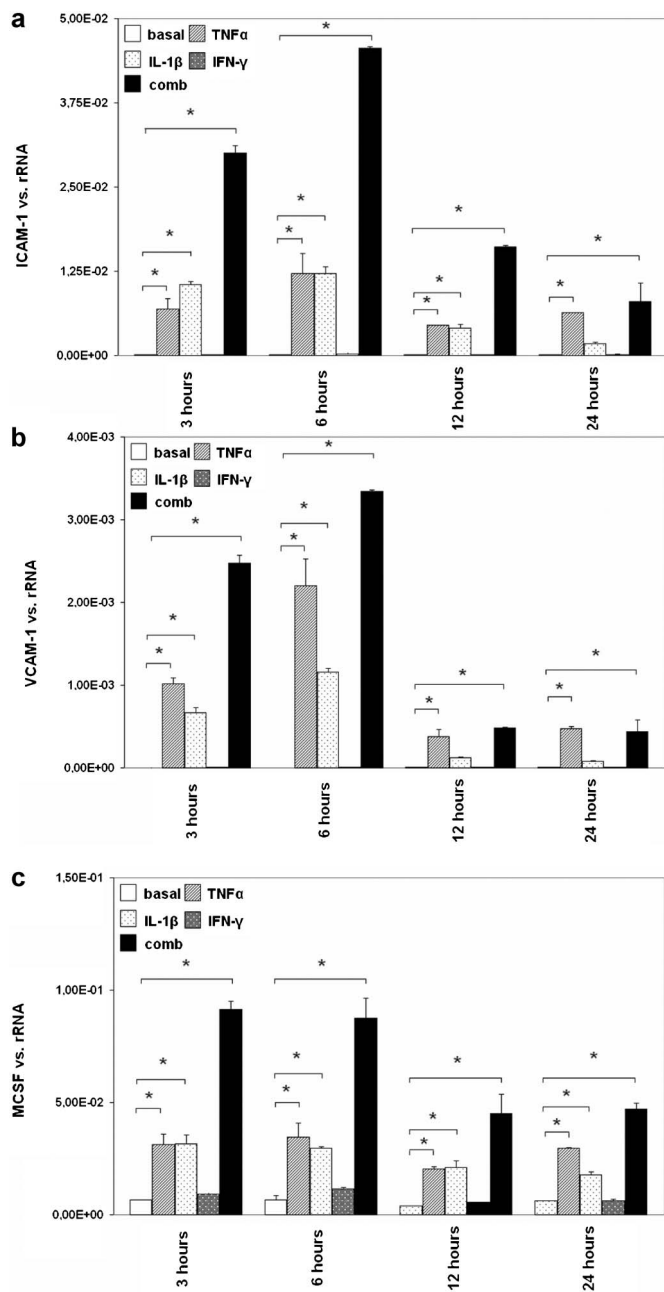 a
5,00E-02
basal TNFα
IL-1β IFN-γ
comb
*
3,75E-02
*
ICAM-1 vs. rRNA
2,50E-02
* * * *
1,25E-02
* * * * *
0,00E+00
3 hours 6 hours 12 hours 24 hours
b
4,00E-03
basal TNFα
IL-1β IFN-γ
comb
*
3,00E-03
* *
*
VCAM-1 vs. rRNA
2,00E-03
*
1,00E-03
* * * * *
0,00E+00
3 hours 6 hours 12 hours 24 hours
c
1,50E-01
basal TNFα
IL-1β IFN-γ
comb
* *
1,00E-01
MCSF vs. rRNA
* * * *
5,00E-02
* * * * * *
0,00E+00
3 hours 6 hours 12 hours 24 hours